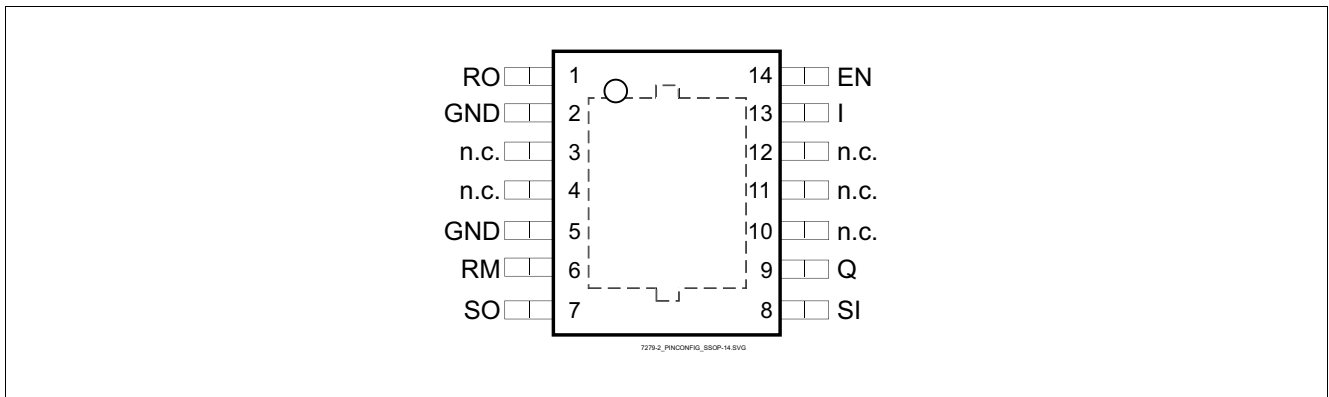 RO 1 14 EN
GND 2 13 I
n.c. 3 12 n.c.
n.c. 4 11 n.c.
GND 5 10 n.c.
RM 6 9 Q
SO 7 8 SI
7279-2_PINCONFIG_SSOP-14.SVG